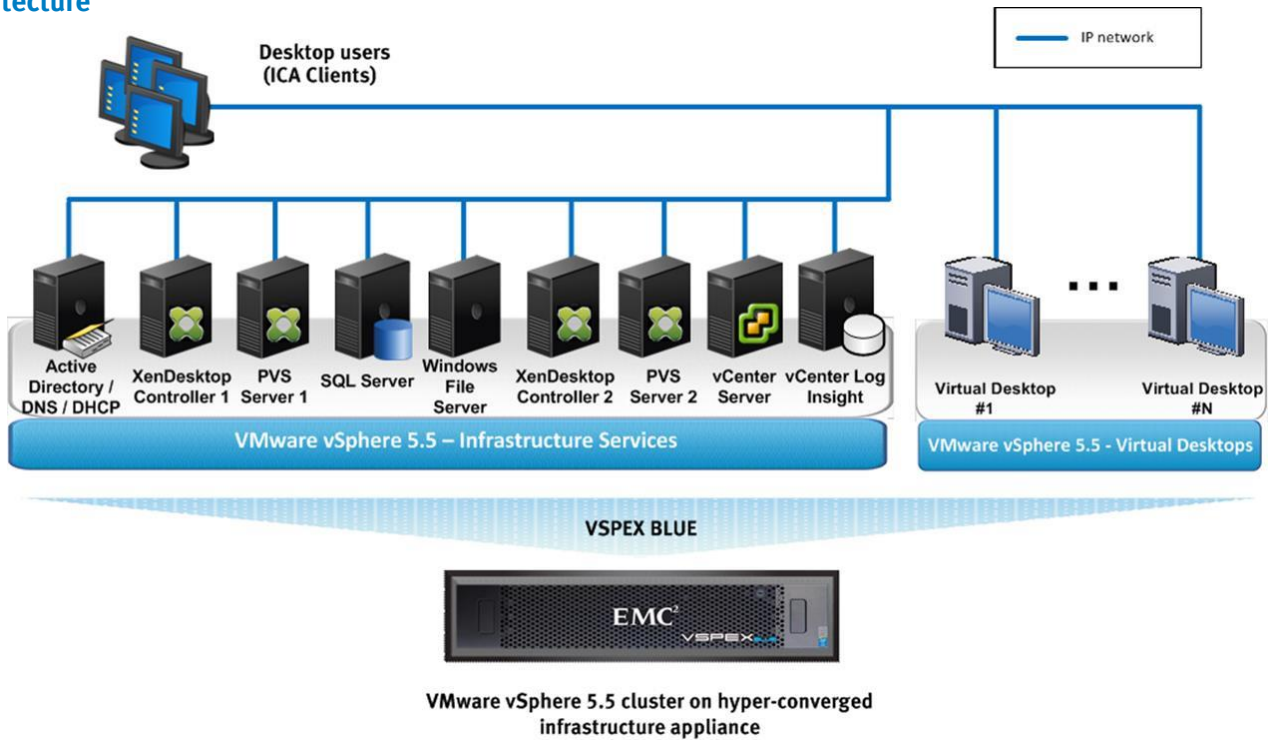 tecture
IP network
Desktop users
(ICA Clients)
Active
Directory /
DNS / DHCP
XenDesktop
Controller 1
PVS
Server 1
SQL Server
Windows
File
Server
XenDesktop
Controller 2
PVS
Server 2
vCenter
Server
vCenter Log
Insight
Virtual Desktop
#1
Virtual Desktop
#N
VMware vSphere 5.5 – Infrastructure Services
VMware vSphere 5.5 - Virtual Desktops
VSPEX BLUE
EMC²
VSPEX
VMware vSphere 5.5 cluster on hyper-converged
infrastructure appliance